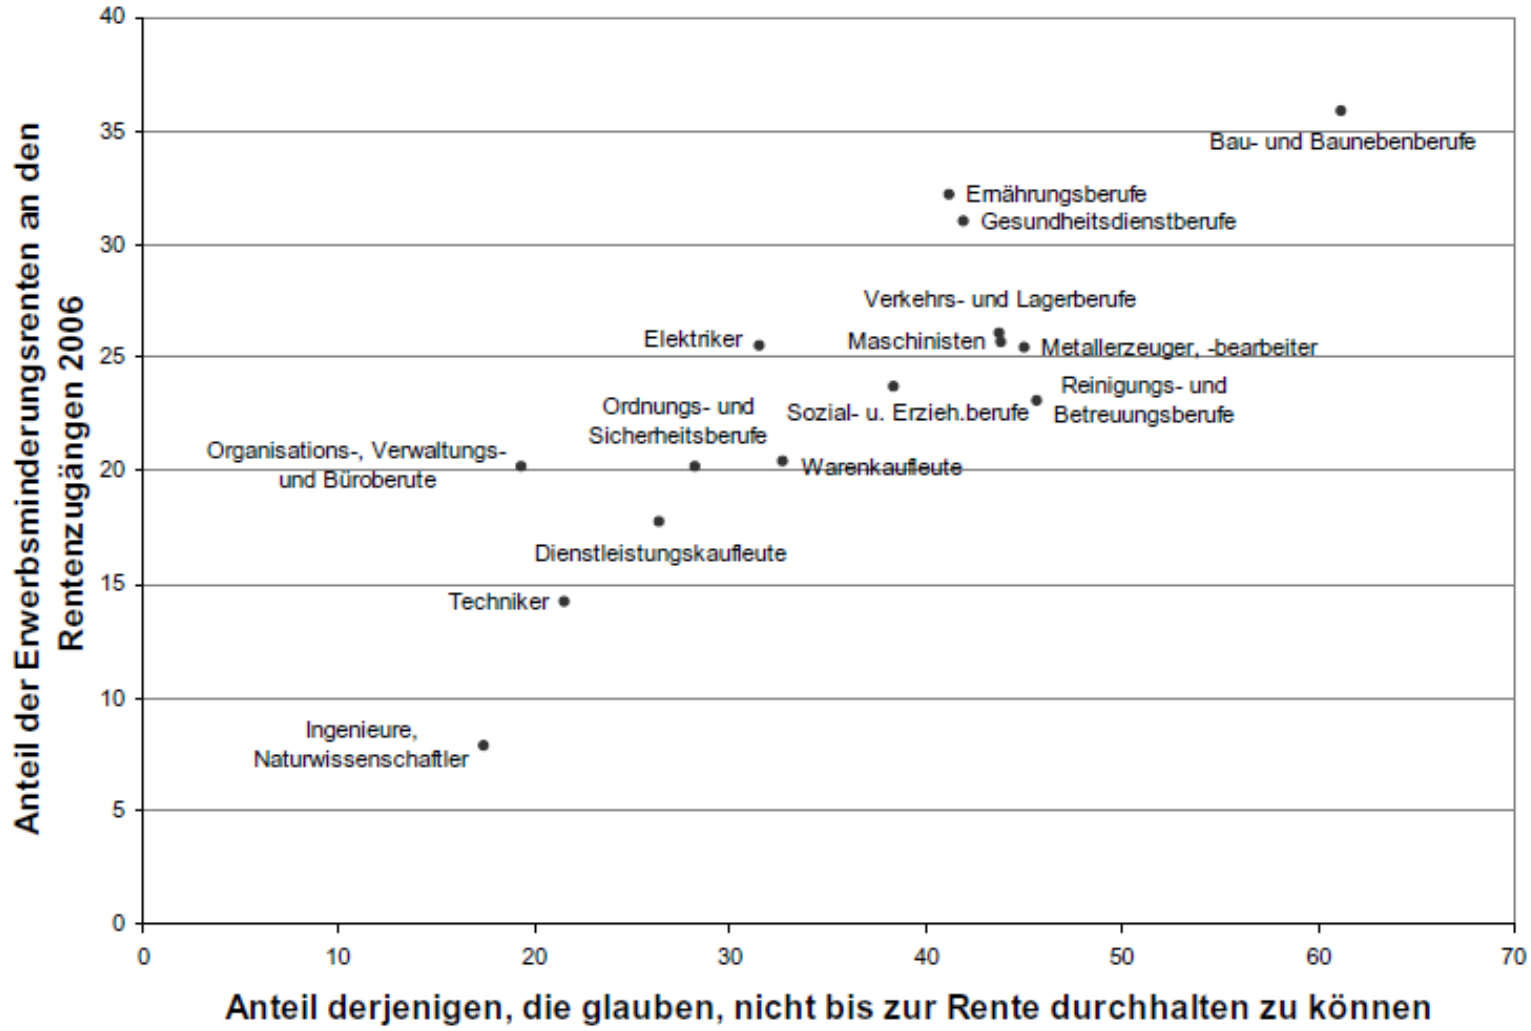 40
35
30
25
20
15
10
5
0
Anteil der Erwerbsminderungsrenten an den
Rentenzugängen 2006
Bau- und Baunebenberufe
Ernährungsberufe
Gesundheitsdienstberufe
Verkehrs- und Lagerberufe
Elektriker
Maschinisten
Metallerzeuger, -bearbeiter
Reinigungs- und
Betreuungsberufe
Sozial- u. Erzieh.berufe
Ordnungs- und
Sicherheitsberufe
Organisations-, Verwaltungs-
und Büroberute
Warenkaufleute
Dienstleistungskaufleute
Techniker
Ingenieure,
Naturwissenschaftler
0 10 20 30 40 50 60 70
Anteil derjenigen, die glauben, nicht bis zur Rente durchhalten zu können